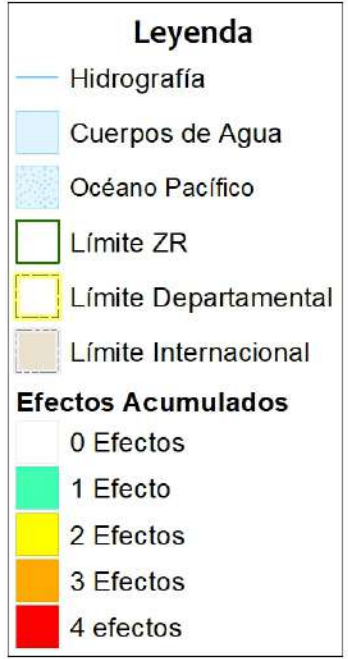 Leyenda
Hidrografía
Cuerpos de Agua
Océano Pacífico
Límite ZR
Límite Departamental
Límite Internacional
Efectos Acumulados
0 Efectos
1 Efecto
2 Efectos
3 Efectos
4 efectos